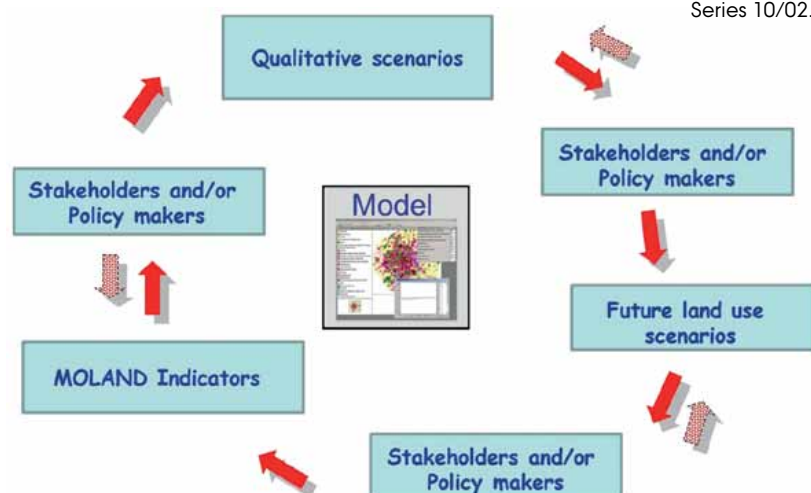 Series 10/02.
Qualitative scenarios
Stakeholders and/or
Policy makers
Stakeholders and/or
Policy makers
Model
Future land use
scenarios
MOLAND Indicators
Stakeholders and/or
Policy makers